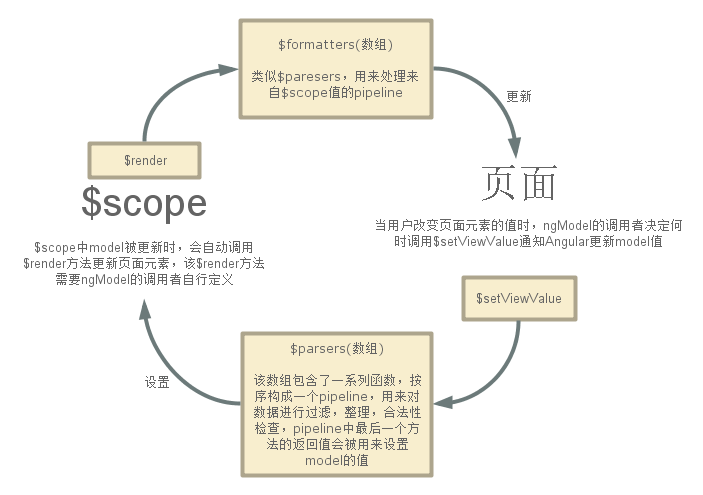 $formatters(数组)
类似$paresers，用来处理来
自$scope值的pipeline
更新
$render
$scope
页面
$scope中model被更新时，会自动调用
$render方法更新页面元素，该$render方法
需要ngModel的调用者自行定义
当用户改变页面元素的值时，ngModel的调用者决定何
时调用$setViewValue通知Angular更新model值
$setViewValue
设置
$parsers(数组)
该数组包含了一系列函数，按
序构成一个pipeline，用来对
数据进行过滤，整理，合法性
检查，pipeline中最后一个方
法的返回值会被用来设置
model的值